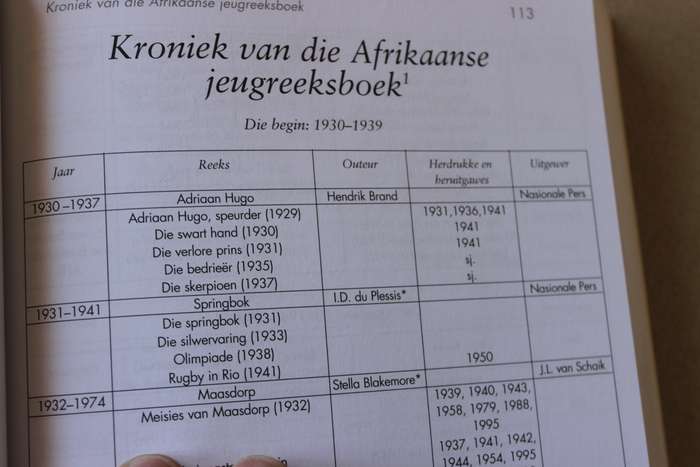 Kroniek van die Afrikaanse jeugreeksboek
113
Kroniek van die Afrikaanse
jeugreeksboek¹
Die begin: 1930–1939
Jaar Reeks Outeur Herdrukke en heruitgawes Uitgewer
1930–1937 Adriaan Hugo Hendrik Brand Nasionale Pers
Adriaan Hugo, speurder (1929) 1931,1936,1941
Die swart hand (1930) 1941
Die verlore prins (1931) 1941
Die bedrieër (1935) sj.
Die skerpioen (1937) sj.
1931–1941 Springbok I.D. du Plessis* Nasionale Pers
Die springbok (1931)
Die silwervaring (1933)
Olimpiade (1938) 1950
Rugby in Rio (1941)
1932–1974 Maasdorp Stella Blakemore* J.L. van Schaik
Meisies van Maasdorp (1932) 1939, 1940, 1943,
1958, 1979, 1988,
1995
1937, 1941, 1942,
1944, 1954, 1995